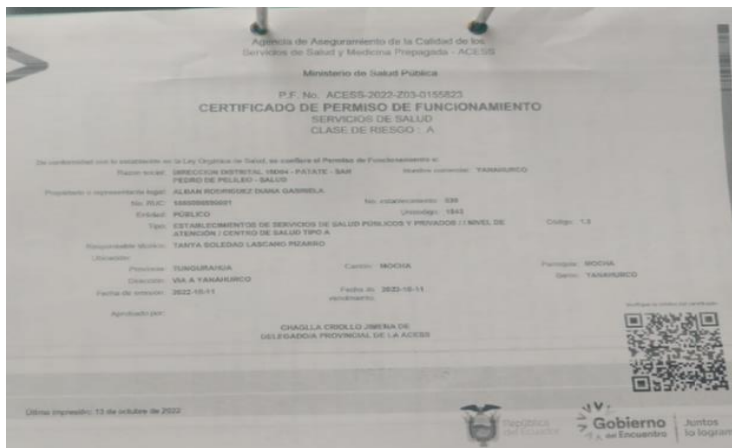 Agencia de Aseguramiento de la Calidad de los
Servicios de Salud y Medicina Prepagada - ACESS
Ministerio de Salud Pública
P.F. No. ACESS-2022-Z03-0155823
CERTIFICADO DE PERMISO DE FUNCIONAMIENTO
SERVICIOS DE SALUD
CLASE DE RIESGO : A
De conformidad con lo establecido en la Ley Orgánica de Salud, se confiere el Permiso de Funcionamiento a:
Razón social: DIRECCION DISTRITAL 18D04 - PATATE - SAN PEDRO DE PELILEO - SALUD
Nombre comercial: YANAHURCO
Propietario o representante legal: ALBAN RODRIGUEZ DIANA GABRIELA
No. RUC:
No. establecimiento:
Entidad: PÚBLICO
Unicódigo:
Tipo: ESTABLECIMIENTOS DE SERVICIOS DE SALUD PÚBLICOS Y PRIVADOS / I NIVEL DE ATENCIÓN / CENTRO DE SALUD TIPO A
Código:
Responsable técnico: TANYA SOLEDAD LASCANO PIZARRO
Ubicación:
Provincia: TUNGURAHUA Cantón: MOCHA Parroquia: MOCHA
Dirección: VIA A YANAHURCO Barrio: YANAHURCO
Fecha de emisión: 2022-10-11 Fecha de vencimiento: 2023-10-11
Aprobado por:
CHAGLLA CRIOLLO JIMENA DE
DELEGADO/A PROVINCIAL DE LA ACESS
Última impresión: 13 de octubre de 2022
República del Ecuador
Gobierno del Encuentro
Juntos lo logramos